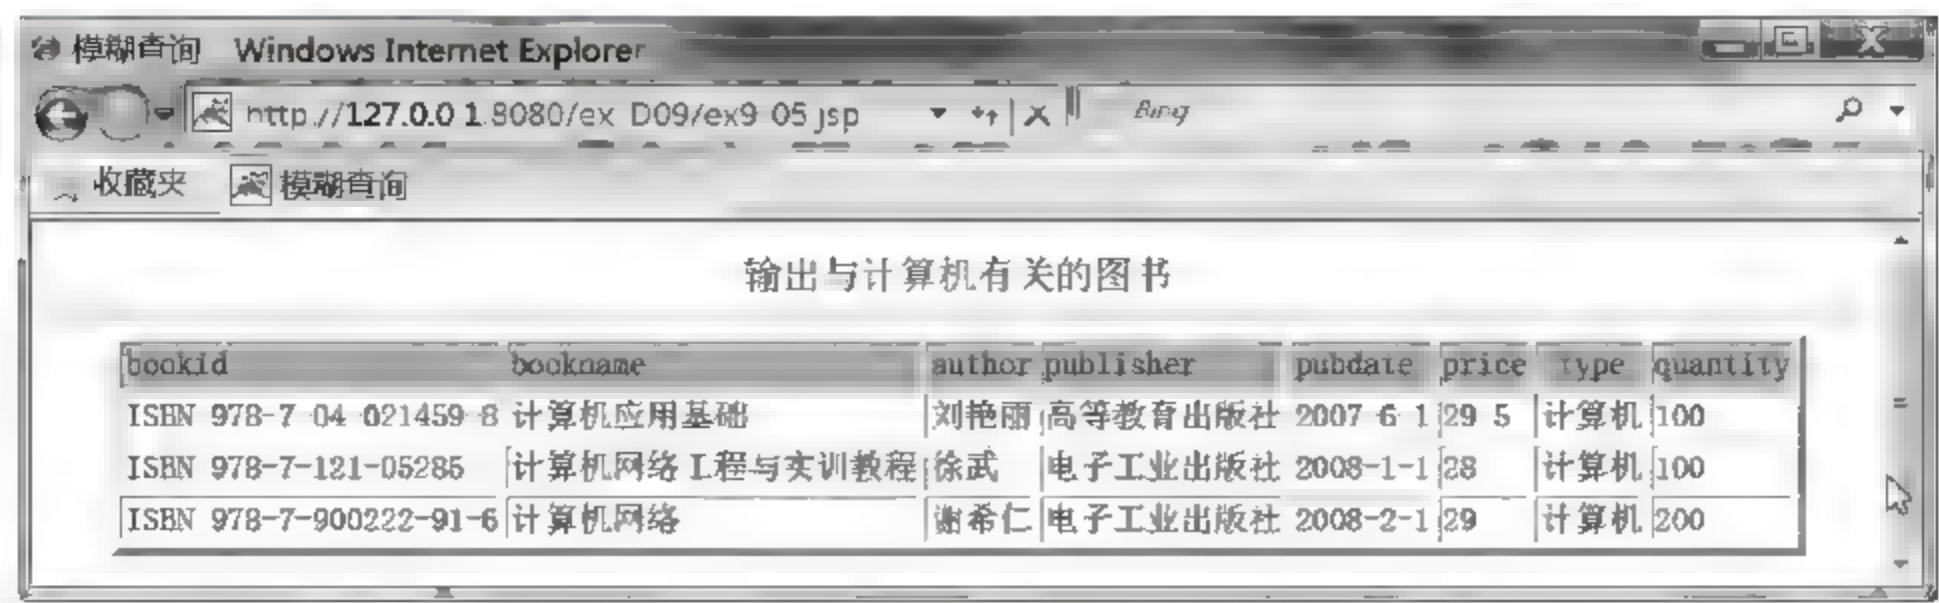 模糊查询 Windows Internet Explorer
http://127.0.0.1:8080/ex_D09/ex9_05.jsp Bing
收藏夹 模糊查询
输出与计算机有关的图书
bookid bookname author publisher pubdate price type quantity
ISBN 978-7-04-021459-8 计算机应用基础 刘艳丽 高等教育出版社 2007-6-1 29.5 计算机 100
ISBN 978-7-121-05285 计算机网络工程与实训教程 徐武 电子工业出版社 2008-1-1 28 计算机 100
ISBN 978-7-900222-91-6 计算机网络 谢希仁 电子工业出版社 2008-2-1 29 计算机 200